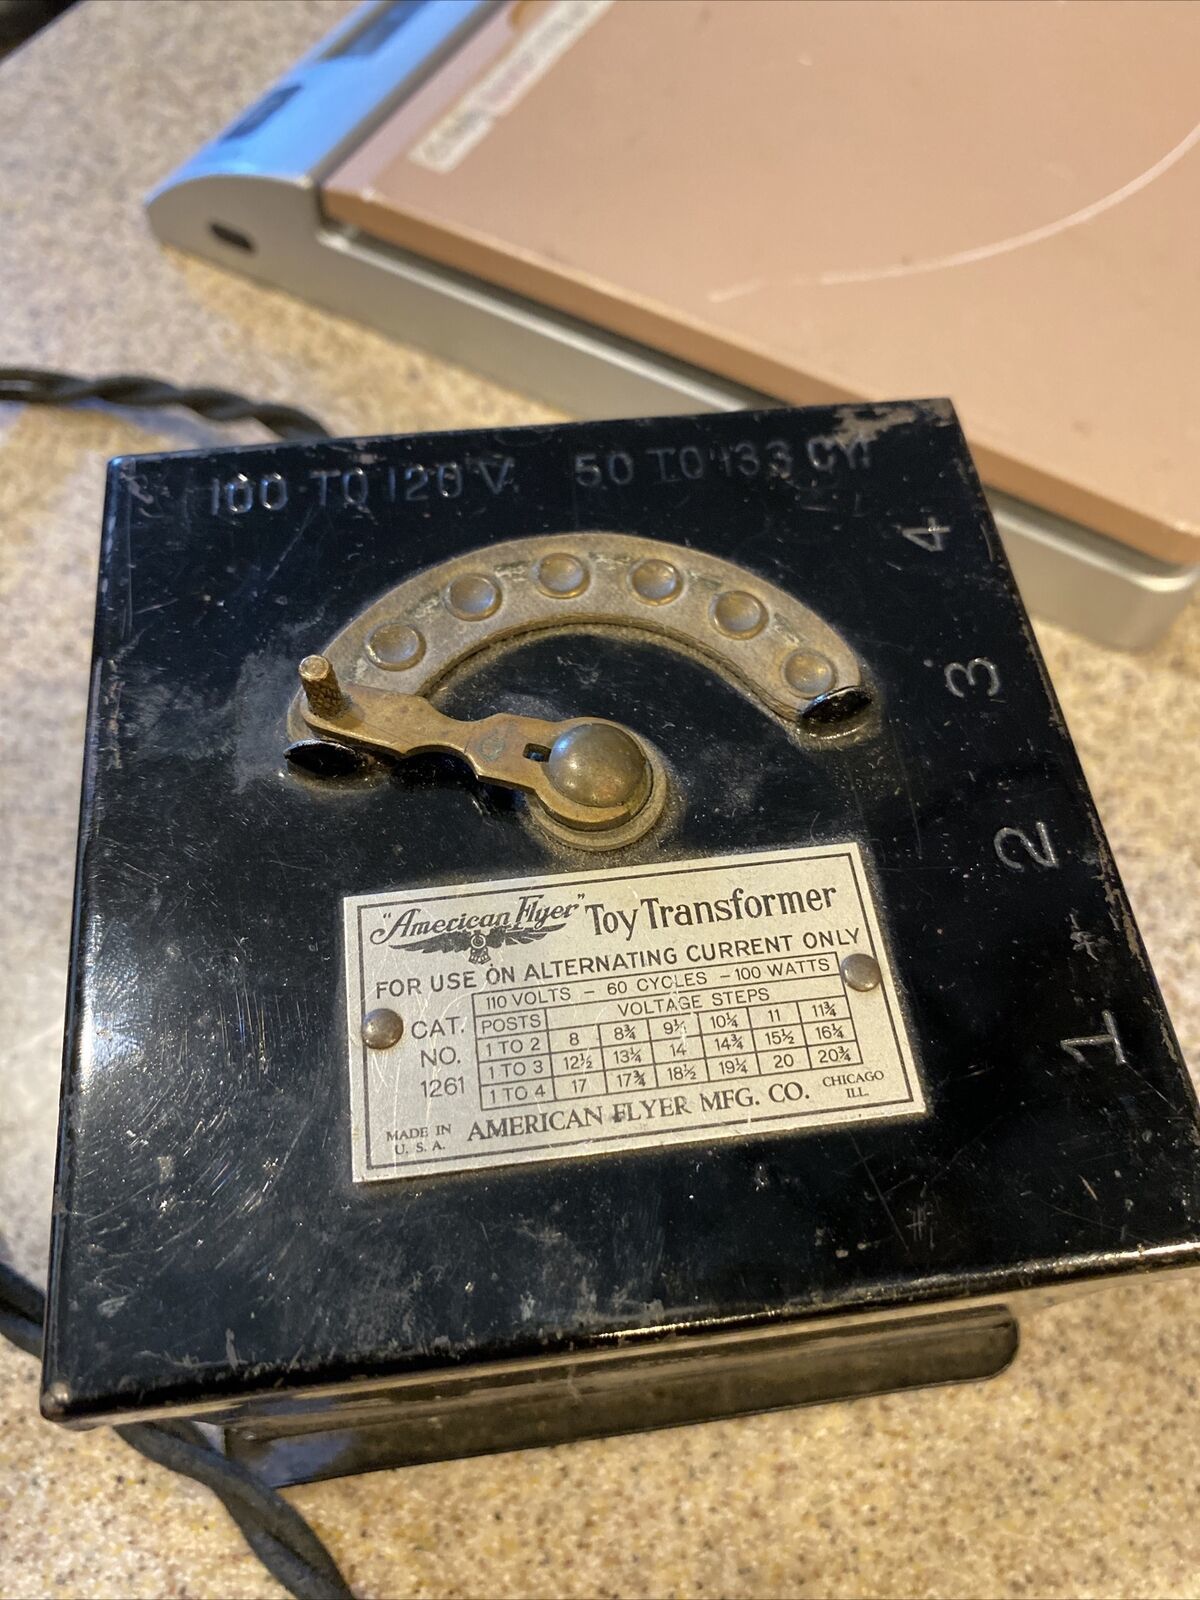 100 TO 120 V. 50 TO 133 CY.
4
3
2
1
"American Flyer" Toy Transformer
FOR USE ON ALTERNATING CURRENT ONLY
110 VOLTS - 60 CYCLES - 100 WATTS
CAT. NO. 1261
POSTS VOLTAGE STEPS
1 TO 2 8 8¾ 9½ 10¼ 11 11¾
1 TO 3 12½ 13¼ 14 14¾ 15½ 16¼
1 TO 4 17 17¾ 18½ 19¼ 20 20¾
MADE IN U. S. A. AMERICAN FLYER MFG. CO. CHICAGO ILL.